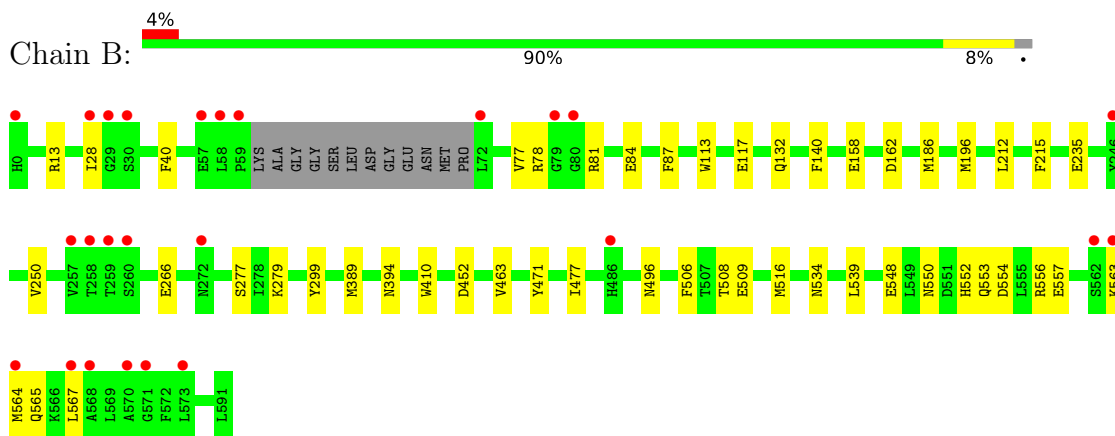 4%
Chain B:
90% 8% •
H0 R13 I28 G29 S30 F40 E57 L58 P59 LYS ALA GLY GLY SER LEU ASP GLY GLU ASN MET PRO L72 V77 R78 G79 G80 R81 E84 F87 W113 E117 Q132 F140 E158 D162 M186 M196 L212 F215 E235 Y246
V250 V257 T258 T259 S260 E266 N272 S277 I278 K279 Y299 M389 N394 W410 D452 V463 Y471 I477 H486 N496 F506 T507 T508 E509 M516 N534 L539 E548 L549 N550 D551 H552 Q553 D554 L555 R556 E557 S562 K563
M564 Q565 K566 L567 A568 L569 A570 G571 F572 L573 L591